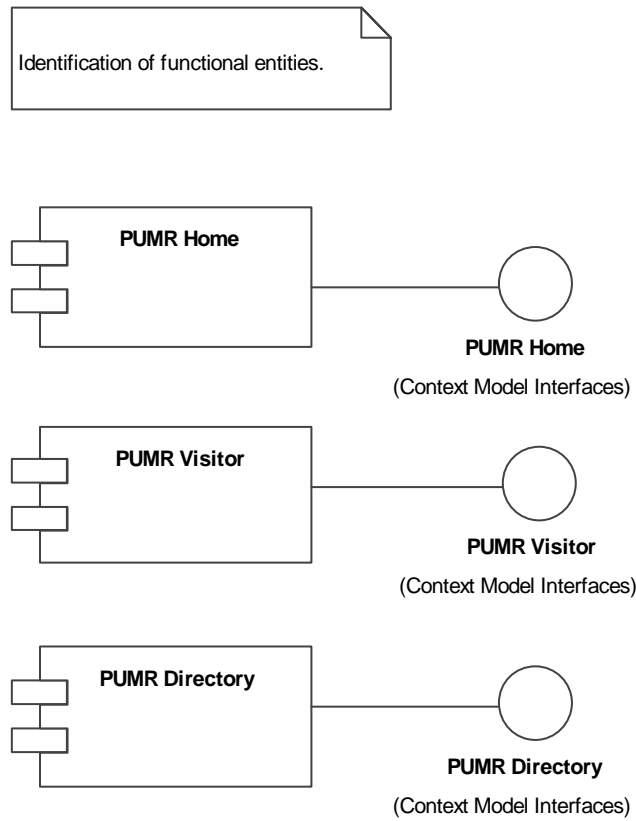 Identification of functional entities.
PUMR Home
PUMR Home
(Context Model Interfaces)
PUMR Visitor
PUMR Visitor
(Context Model Interfaces)
PUMR Directory
PUMR Directory
(Context Model Interfaces)